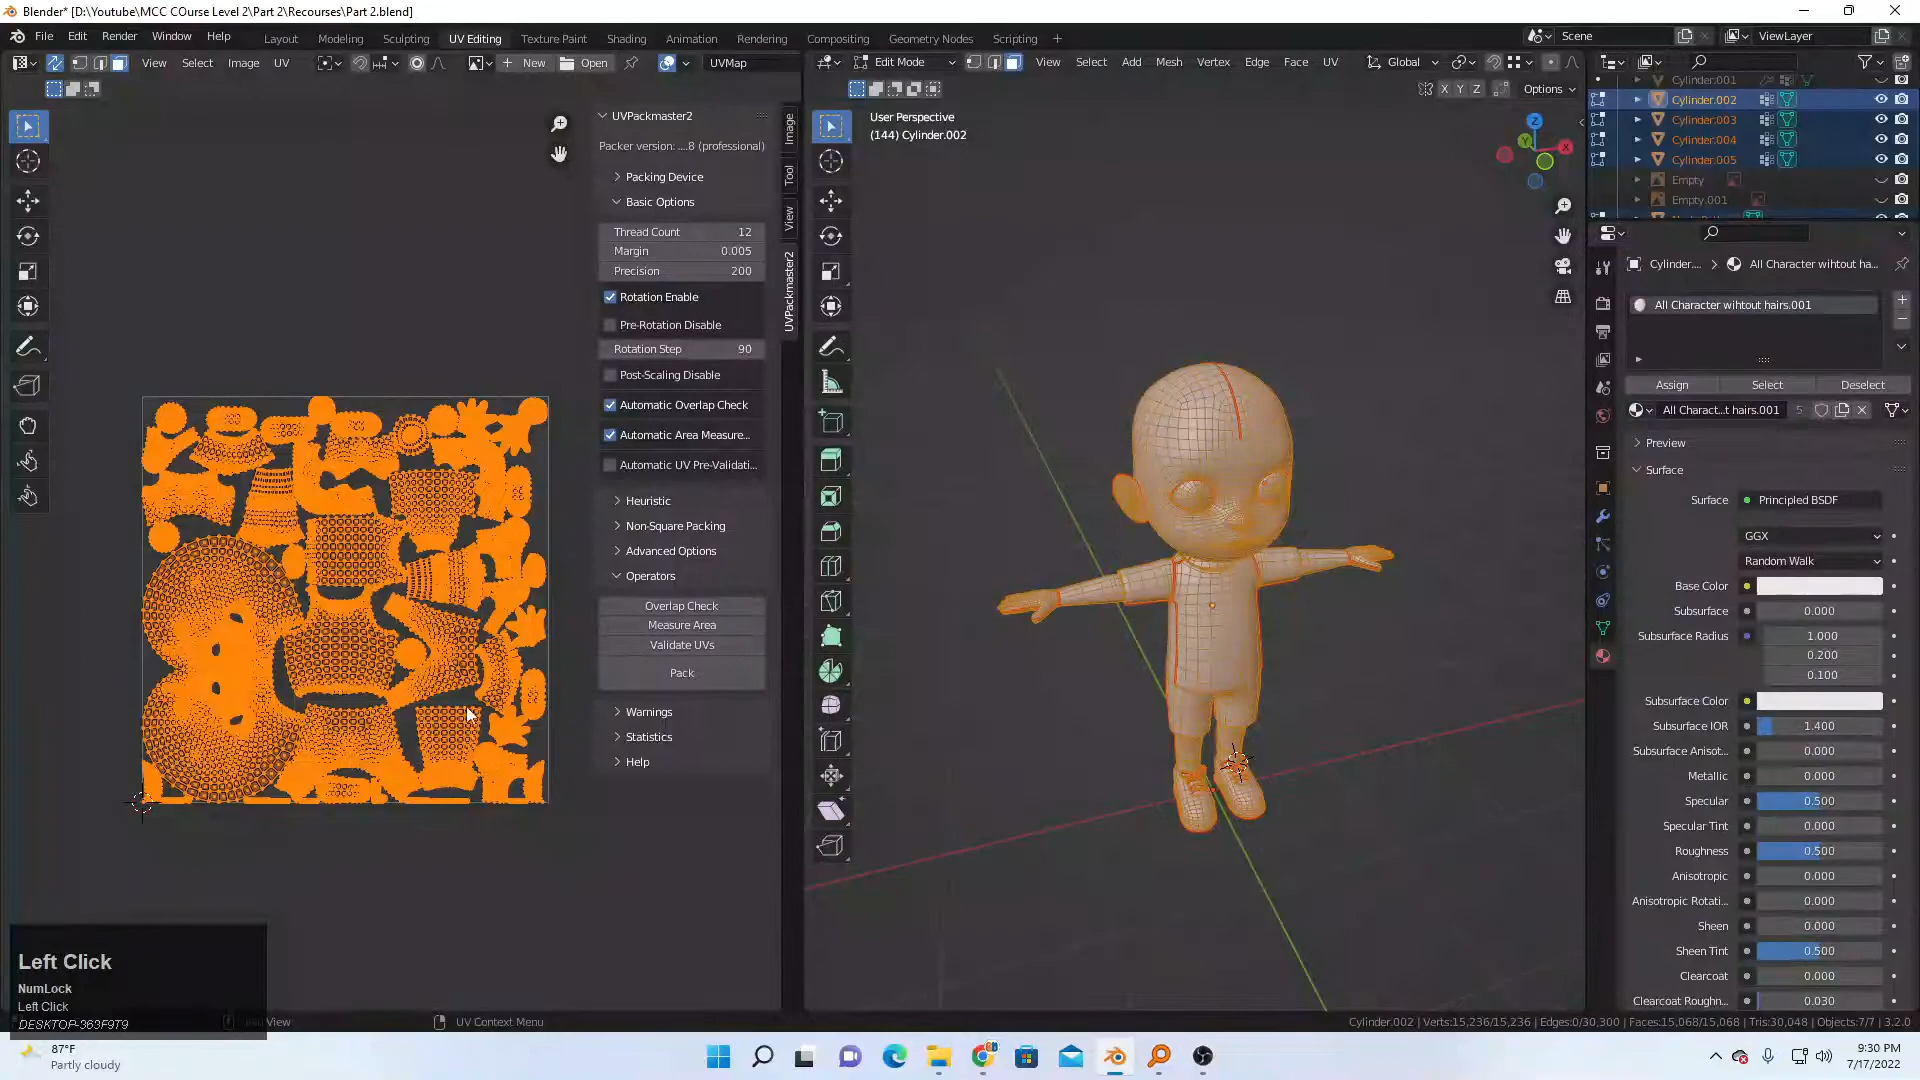 Blender* [D:\Youtube\MCC COurse Level 2\Part 2\Recourses\Part 2.blend]
File Edit Render Window Help
Layout Modeling Sculpting UV Editing Texture Paint Shading Animation Rendering Compositing Geometry Nodes Scripting +
Scene
ViewLayer
View Select Image UV
New
Open
UVMap
Edit Mode
View Select Add Mesh Vertex Edge Face UV
Global
X Y Z
Options
UVPackmaster2
Packer version: ....8 (professional)
Packing Device
Basic Options
Thread Count 12
Margin 0.005
Precision 200
Rotation Enable
Pre-Rotation Disable
Rotation Step 90
Post-Scaling Disable
Automatic Overlap Check
Automatic Area Measure...
Automatic UV Pre-Validati...
Heuristic
Non-Square Packing
Advanced Options
Operators
Overlap Check
Measure Area
Validate UVs
Pack
Warnings
Statistics
Help
Image
Tool
View
UVPackmaster2
User Perspective
(144) Cylinder.002
Z
Y
X
Cylinder.001
Cylinder.002
Cylinder.003
Cylinder.004
Cylinder.005
Empty
Empty.001
Cylinder....
All Character wihtout ha...
All Character wihtout hairs.001
Assign Select Deselect
All Charact...t hairs.001 5
Preview
Surface
Surface Principled BSDF
GGX
Random Walk
Base Color
Subsurface 0.000
Subsurface Radius 1.000
0.200
0.100
Subsurface Color
Subsurface IOR 1.400
Subsurface Anisot... 0.000
Metallic 0.000
Specular 0.500
Specular Tint 0.000
Roughness 0.500
Anisotropic 0.000
Anisotropic Rotati... 0.000
Sheen 0.000
Sheen Tint 0.500
Clearcoat 0.000
Clearcoat Roughn... 0.030
Left Click
NumLock
Left Click
DESKTOP-363F9T9
View
UV Context Menu
Cylinder.002 | Verts:15,236/15,236 | Edges:0/30,300 | Faces:15,068/15,068 | Tris:30,048 | Objects:7/7 | 3.2.0
87°F
Partly cloudy
9:30 PM
7/17/2022